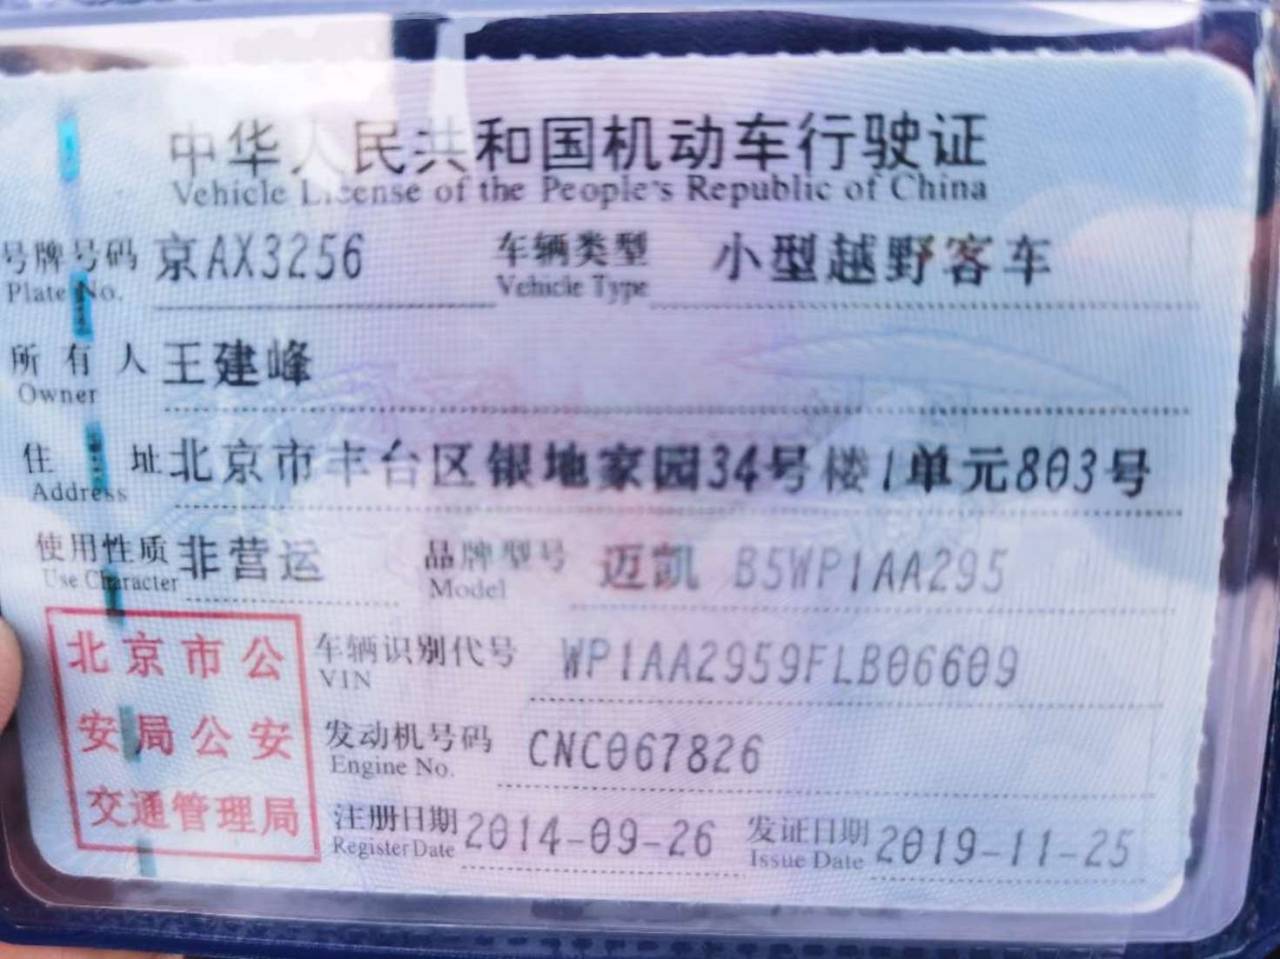 中华人民共和国机动车行驶证
Vehicle License of the People's Republic of China
号牌号码 京AX3256 车辆类型 小型越野客车
Plate No. Vehicle Type
所有人 王建峰
Owner
住址 北京市丰台区银地家园34号楼1单元803号
Address
使用性质 非营运 品牌型号 迈凯 B5WP1AA295
Use Character Model
北京市公
安局公安
交通管理局
车辆识别代号 WP1AA2959FLB06609
VIN
发动机号码 CNC067826
Engine No.
注册日期 2014-09-26 发证日期 2019-11-25
Register Date Issue Date